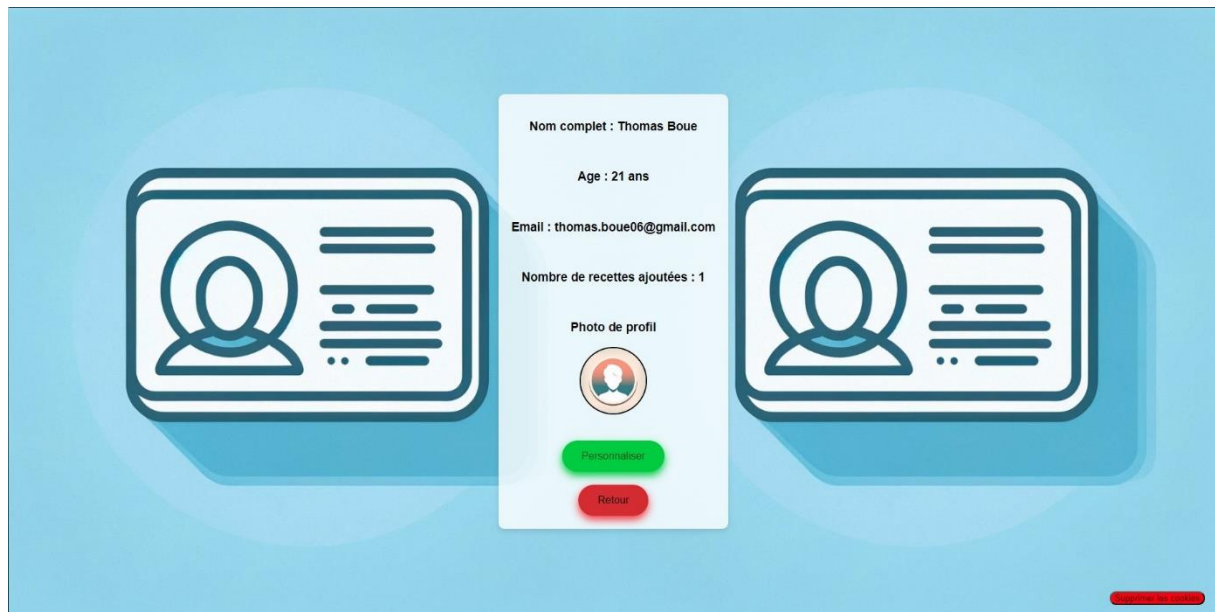 Nom complet : Thomas Boue
Age : 21 ans
Email : thomas.boue06@gmail.com
Nombre de recettes ajoutées : 1
Photo de profil
Personnaliser
Retour
Supprimer les cookies